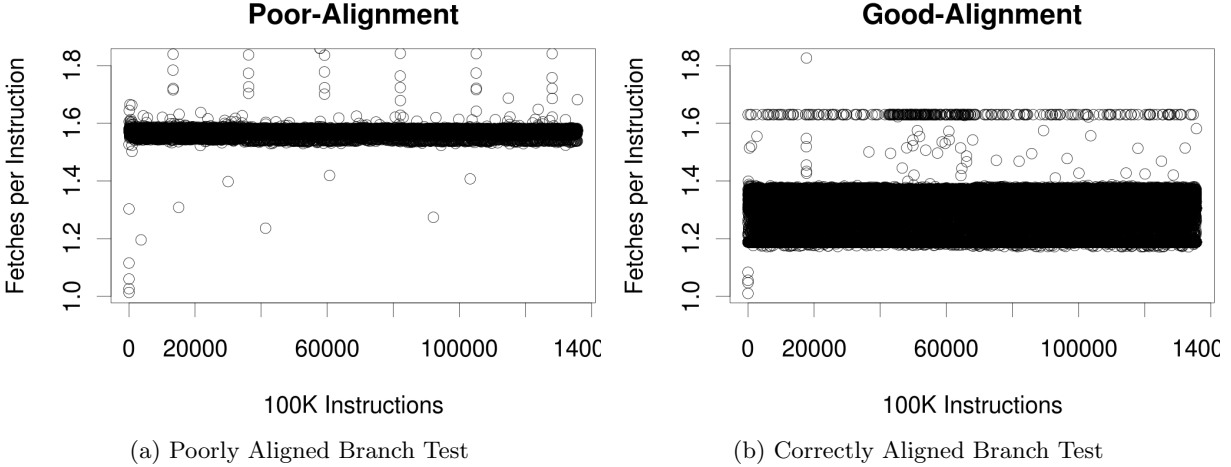 Poor-Alignment
Fetches per Instruction
1.8
1.6
1.4
1.2
1.0
0 20000 60000 100000 1400
100K Instructions
(a) Poorly Aligned Branch Test
Good-Alignment
Fetches per Instruction
1.8
1.6
1.4
1.2
1.0
0 20000 60000 100000 1400
100K Instructions
(b) Correctly Aligned Branch Test